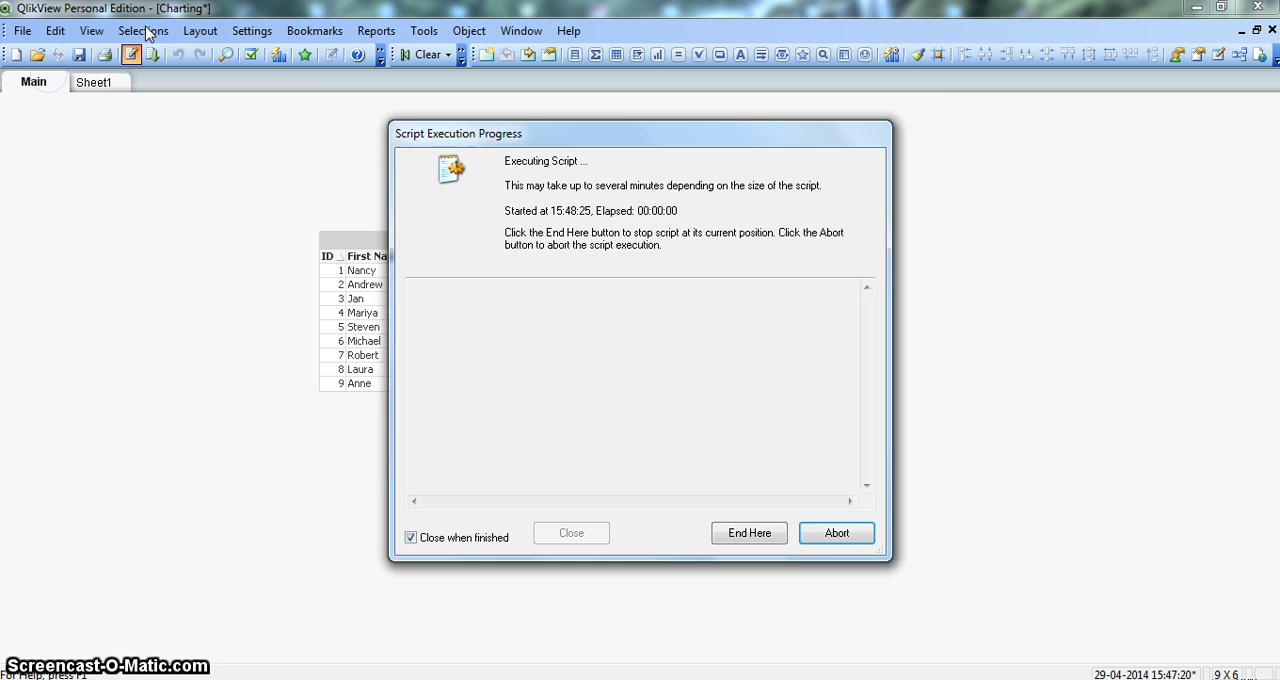 QlikView Personal Edition - [Charting*]
File Edit View Selections Layout Settings Bookmarks Reports Tools Object Window Help
Clear
Main Sheet1
Script Execution Progress
Executing Script ...
This may take up to several minutes depending on the size of the script.
Started at 15:48:25, Elapsed: 00:00:00
Click the End Here button to stop script at its current position. Click the Abort
button to abort the script execution.
ID First Na
1 Nancy
2 Andrew
3 Jan
4 Mariya
5 Steven
6 Michael
7 Robert
8 Laura
9 Anne
Close when finished Close End Here Abort
Screencast-O-Matic.com
For Help, press F1
29-04-2014 15:47:20* 9 X 6